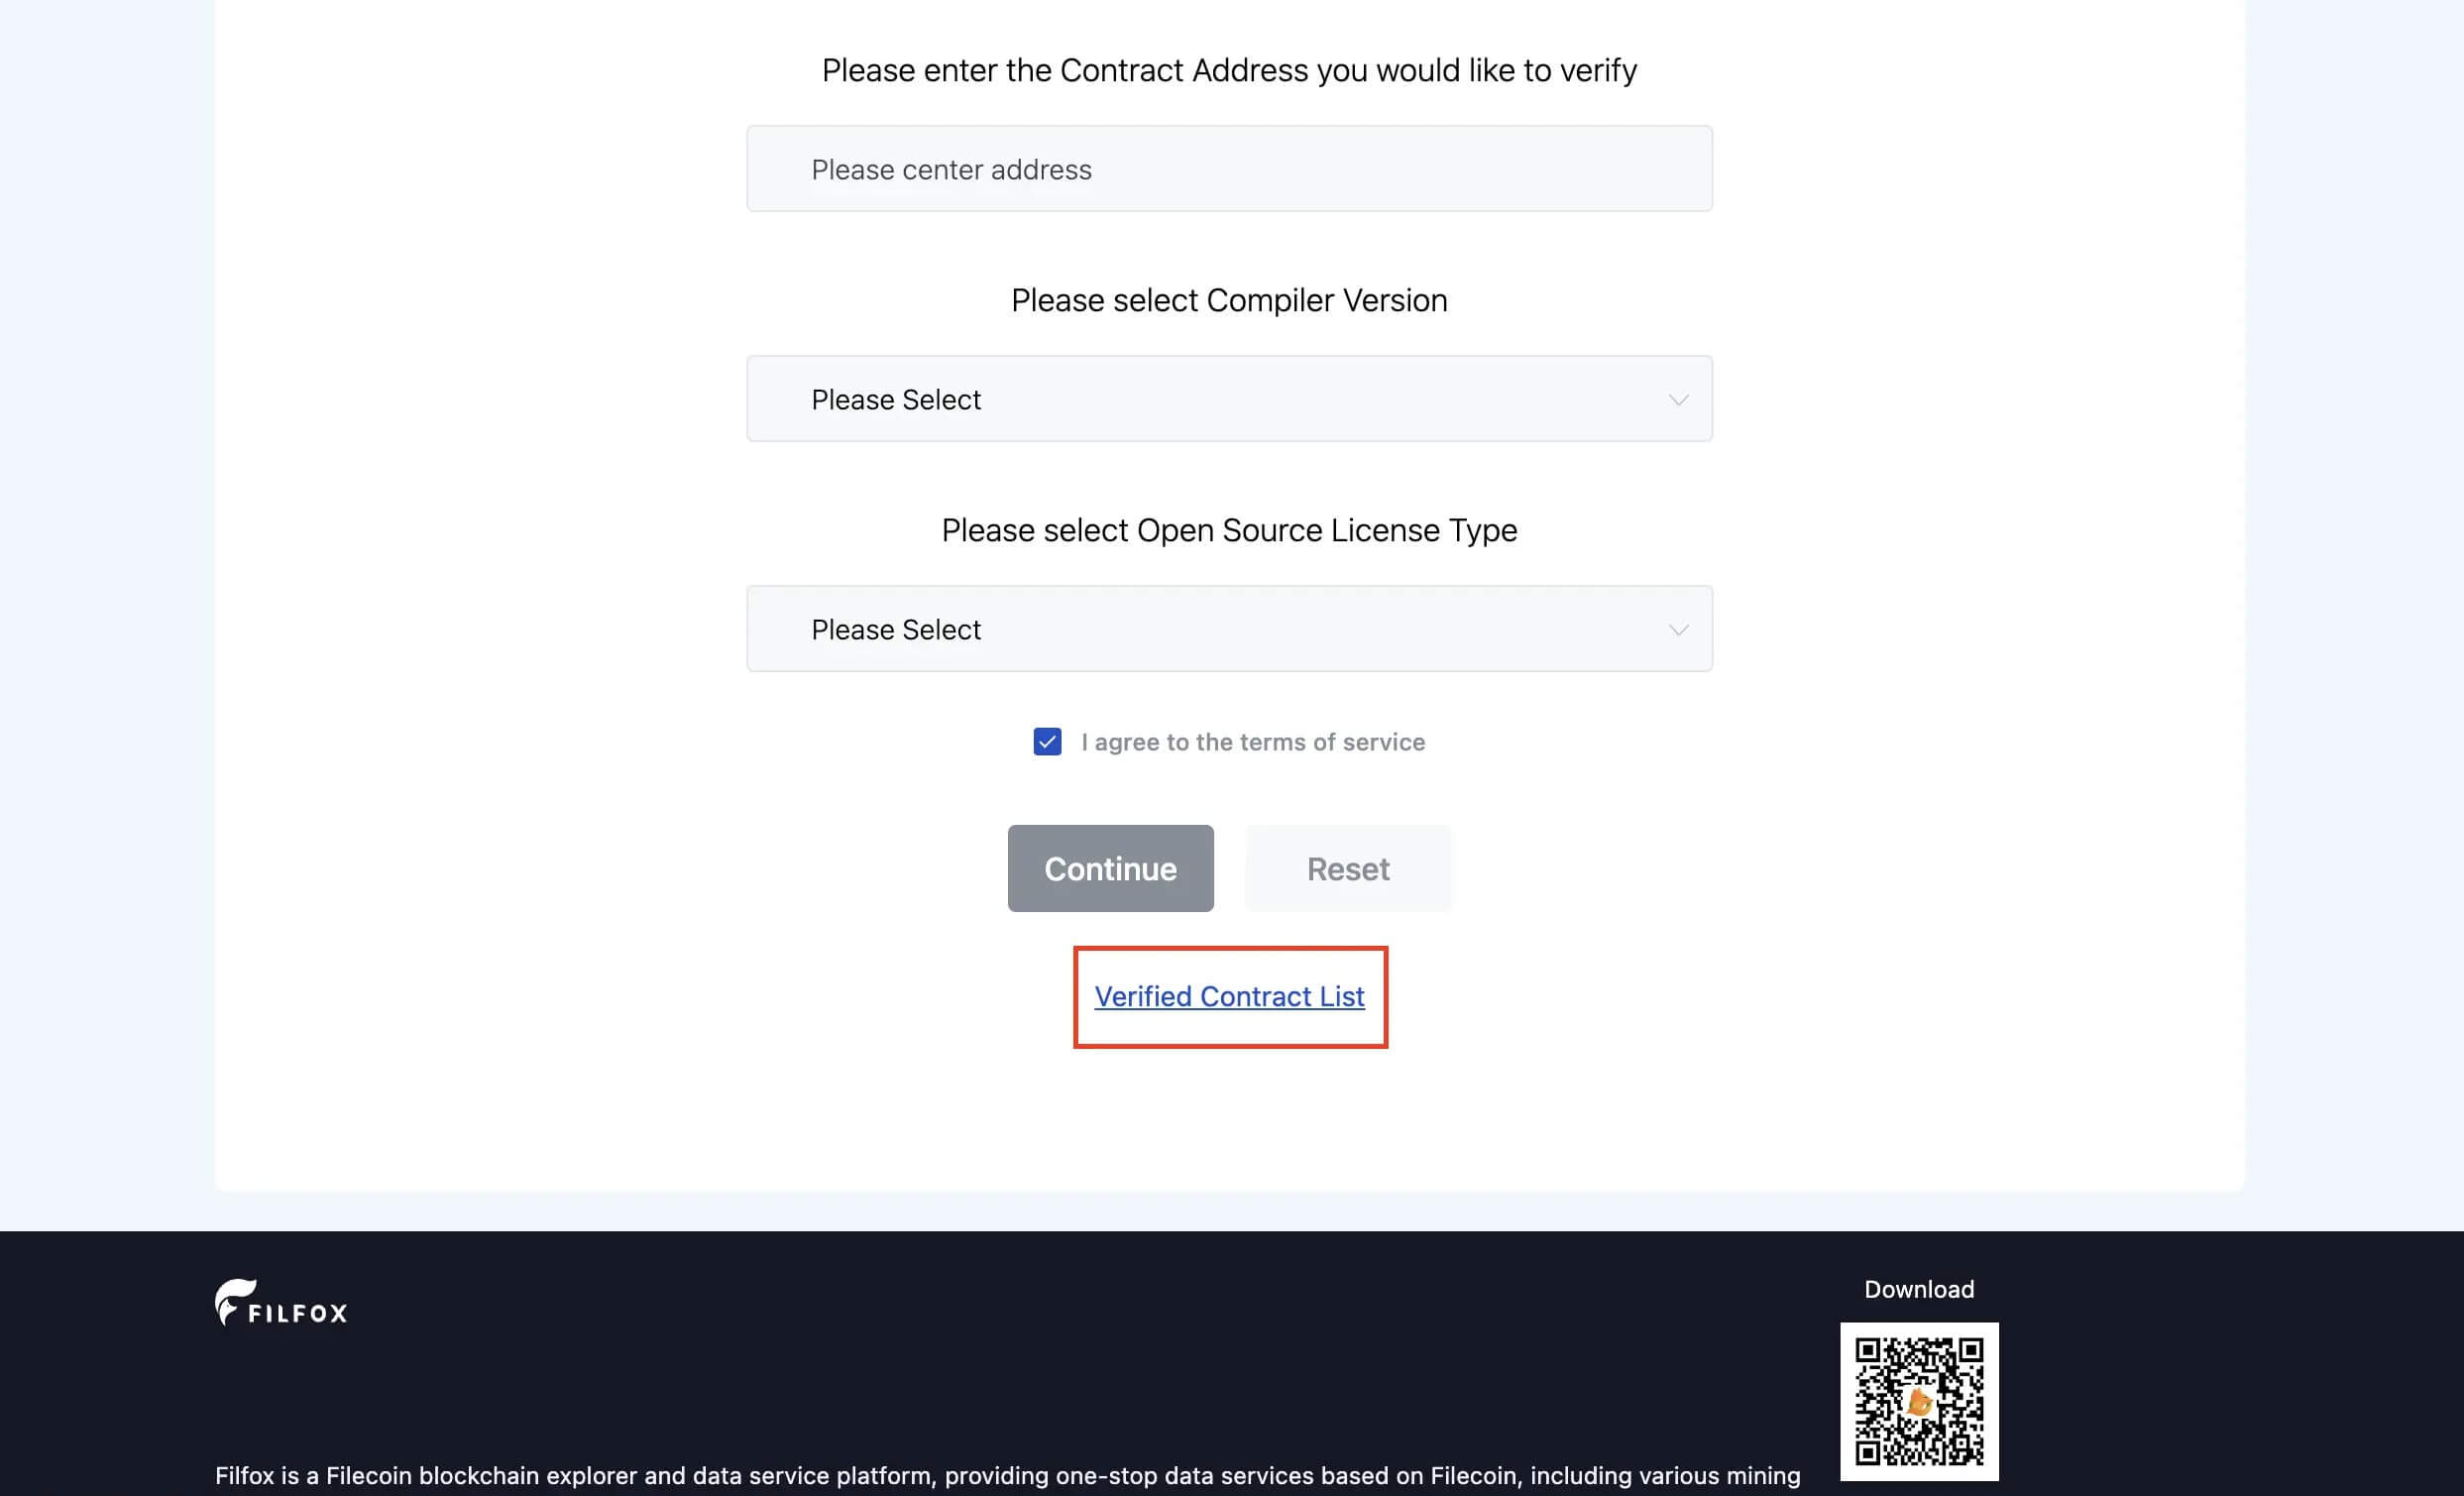 Please enter the Contract Address you would like to verify
Please center address
Please select Compiler Version
Please Select
Please select Open Source License Type
Please Select
I agree to the terms of service
Continue
Reset
Verified Contract List
FILFOX
Download
Filfox is a Filecoin blockchain explorer and data service platform, providing one-stop data services based on Filecoin, including various mining